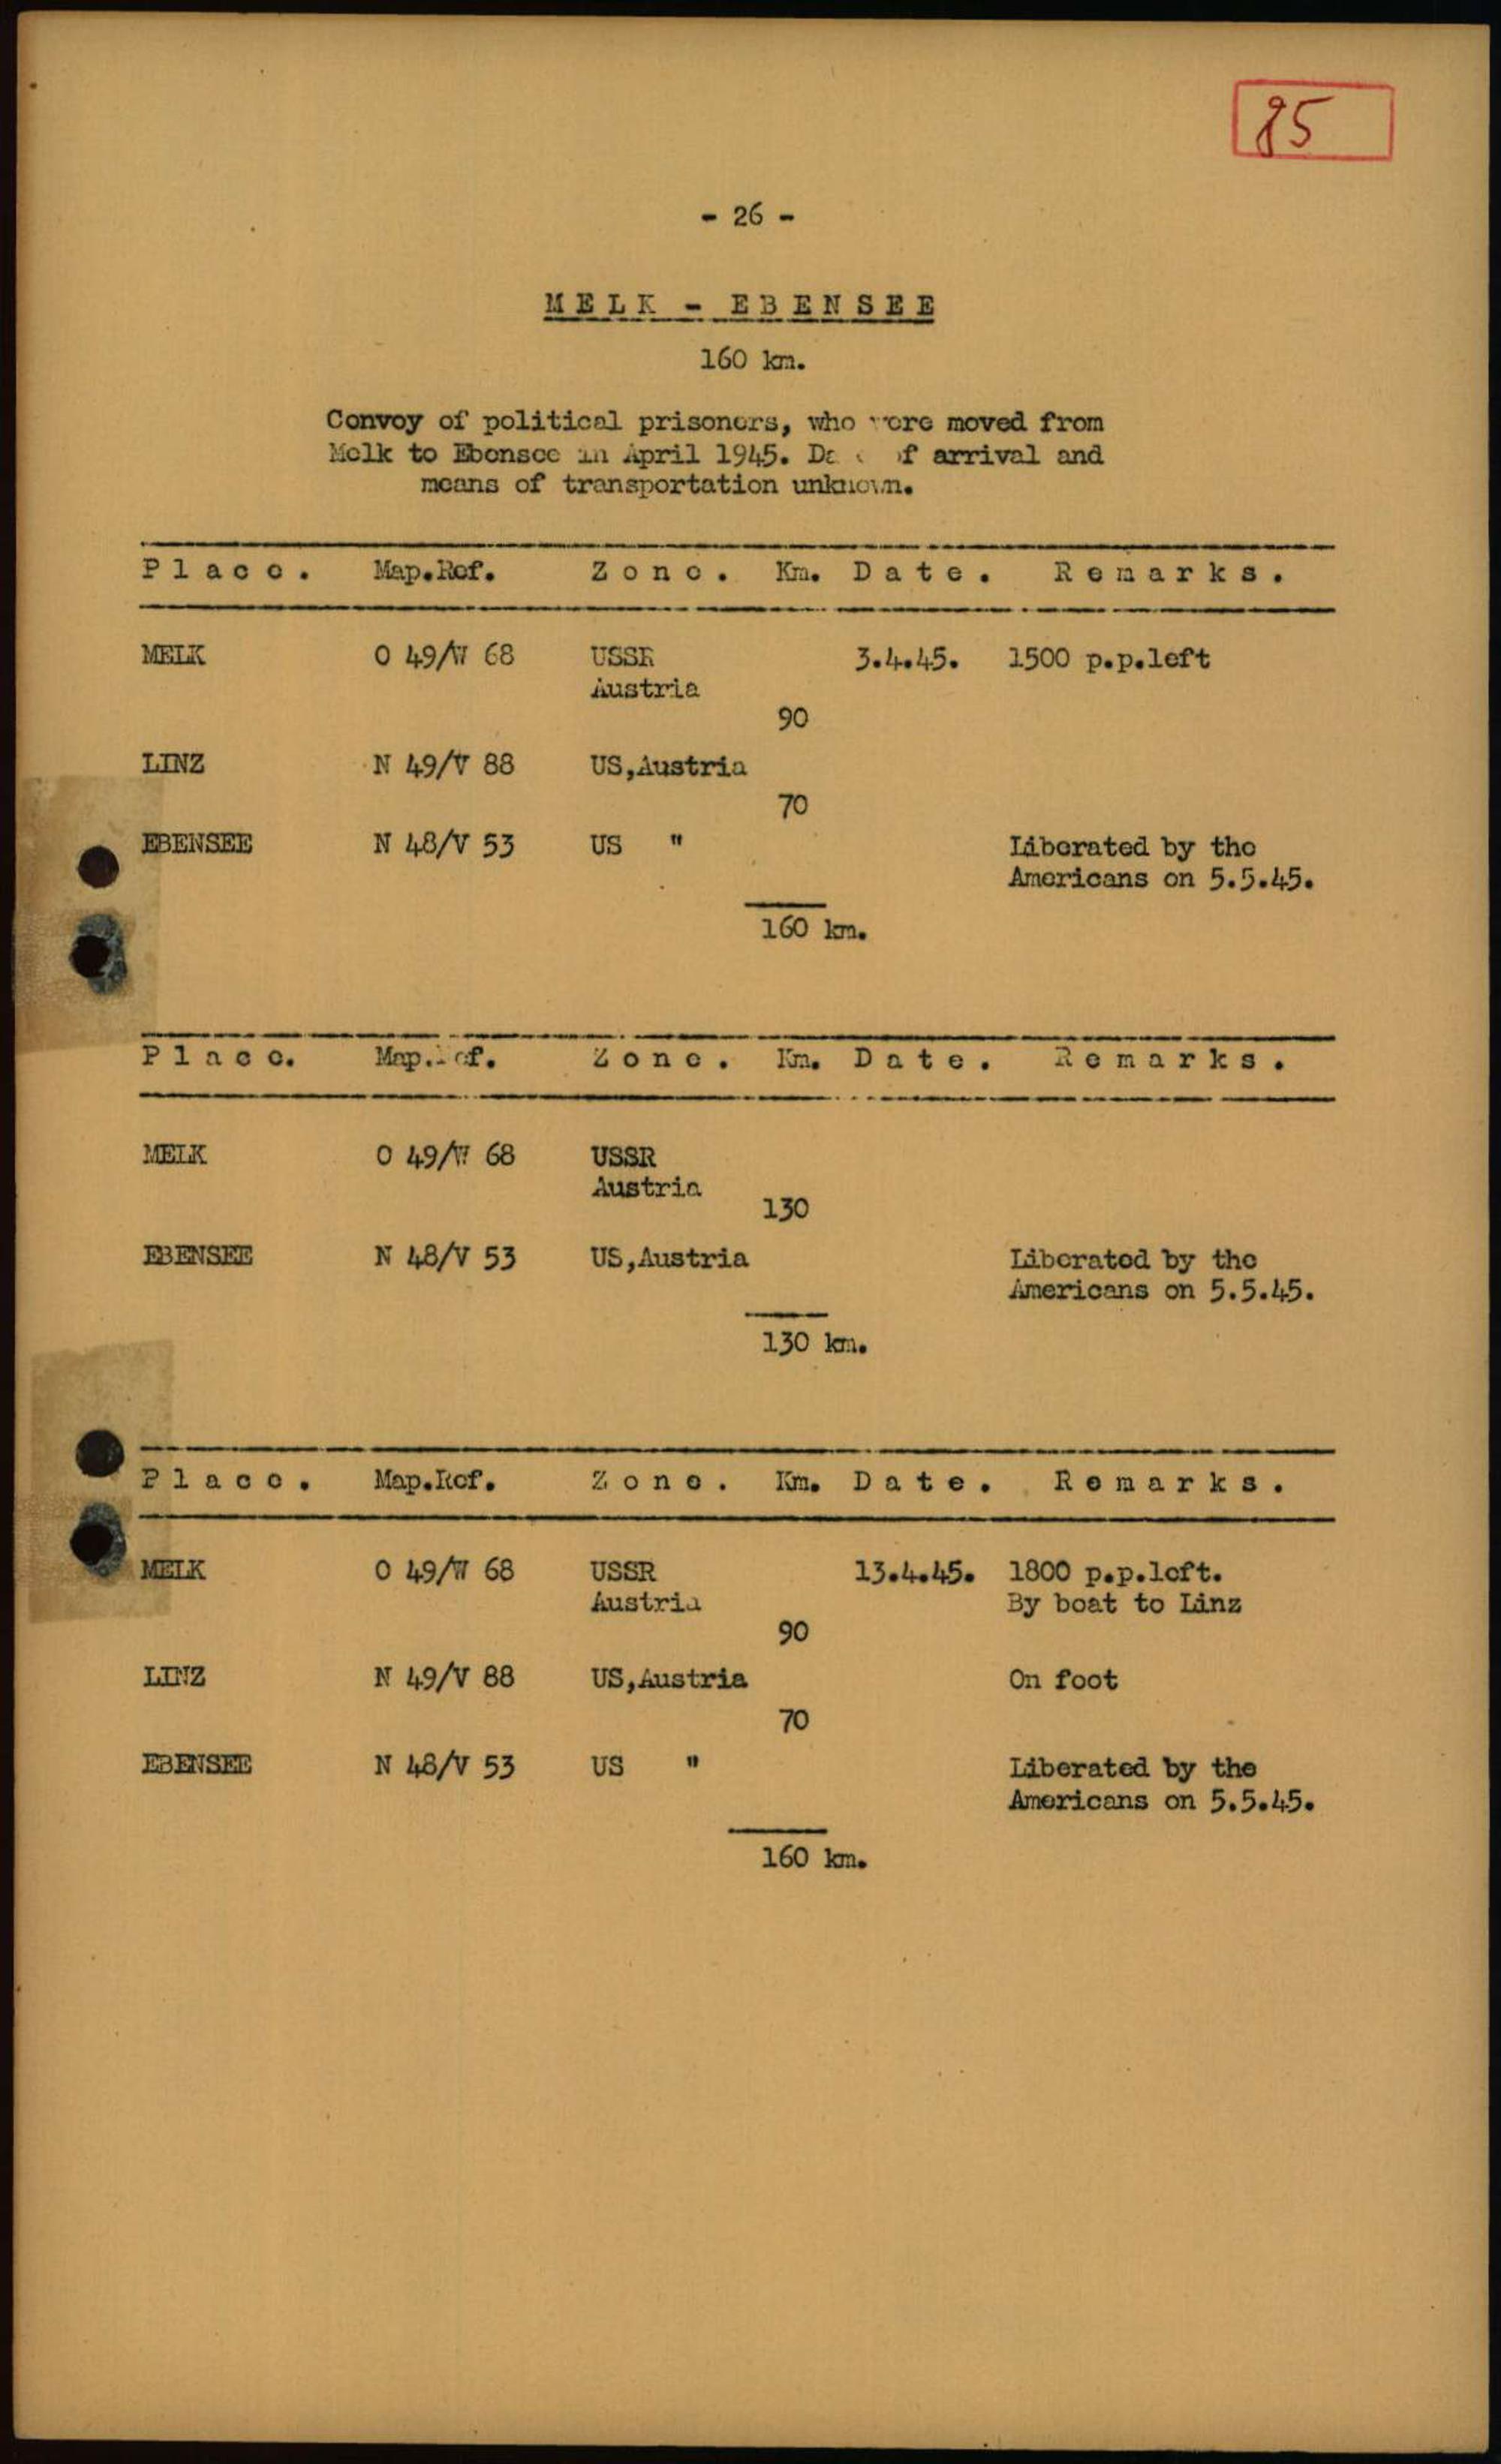 85
- 26 -
MELK - EBENSEE
160 km.
Convoy of political prisoners, who were moved from
Melk to Ebensee in April 1945. Da of arrival and
means of transportation unknown.
Place. Map.Ref. Zone. Km. Date. Remarks.
MELK O 49/W 68 USSR 3.4.45. 1500 p.p.left
Austria
90
LINZ N 49/V 88 US,Austria
70
EBENSEE N 48/V 53 US " Liberated by the
Americans on 5.5.45.
160 km.
Place. Map.Ref. Zone. Km. Date. Remarks.
MELK O 49/W 68 USSR
Austria
130
EBENSEE N 48/V 53 US,Austria Liberated by the
Americans on 5.5.45.
130 km.
Place. Map.Ref. Zone. Km. Date. Remarks.
MELK O 49/W 68 USSR 13.4.45. 1800 p.p.left.
Austria By boat to Linz
90
LINZ N 49/V 88 US,Austria On foot
70
EBENSEE N 48/V 53 US " Liberated by the
Americans on 5.5.45.
160 km.